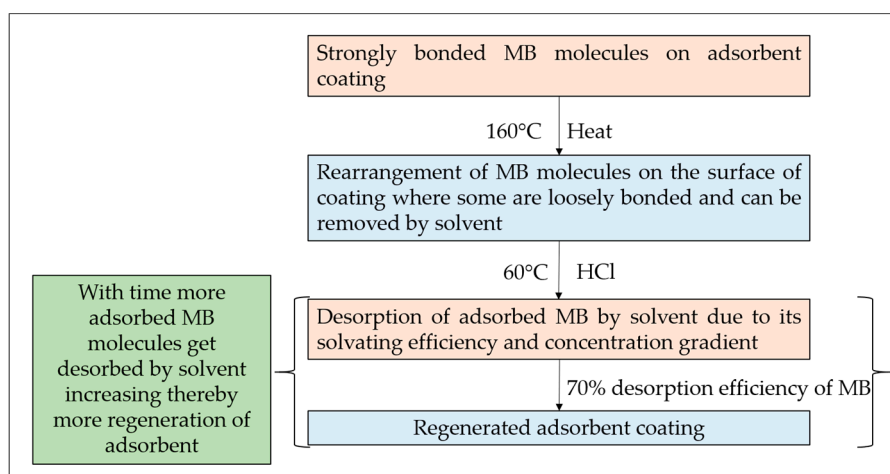 Strongly bonded MB molecules on adsorbent
coating
160°C Heat
Rearrangement of MB molecules on the surface of
coating where some are loosely bonded and can be
removed by solvent
60°C HCl
With time more
adsorbed MB
molecules get
desorbed by solvent
increasing thereby
more regeneration of
adsorbent
Desorption of adsorbed MB by solvent due to its
solvating efficiency and concentration gradient
70% desorption efficiency of MB
Regenerated adsorbent coating